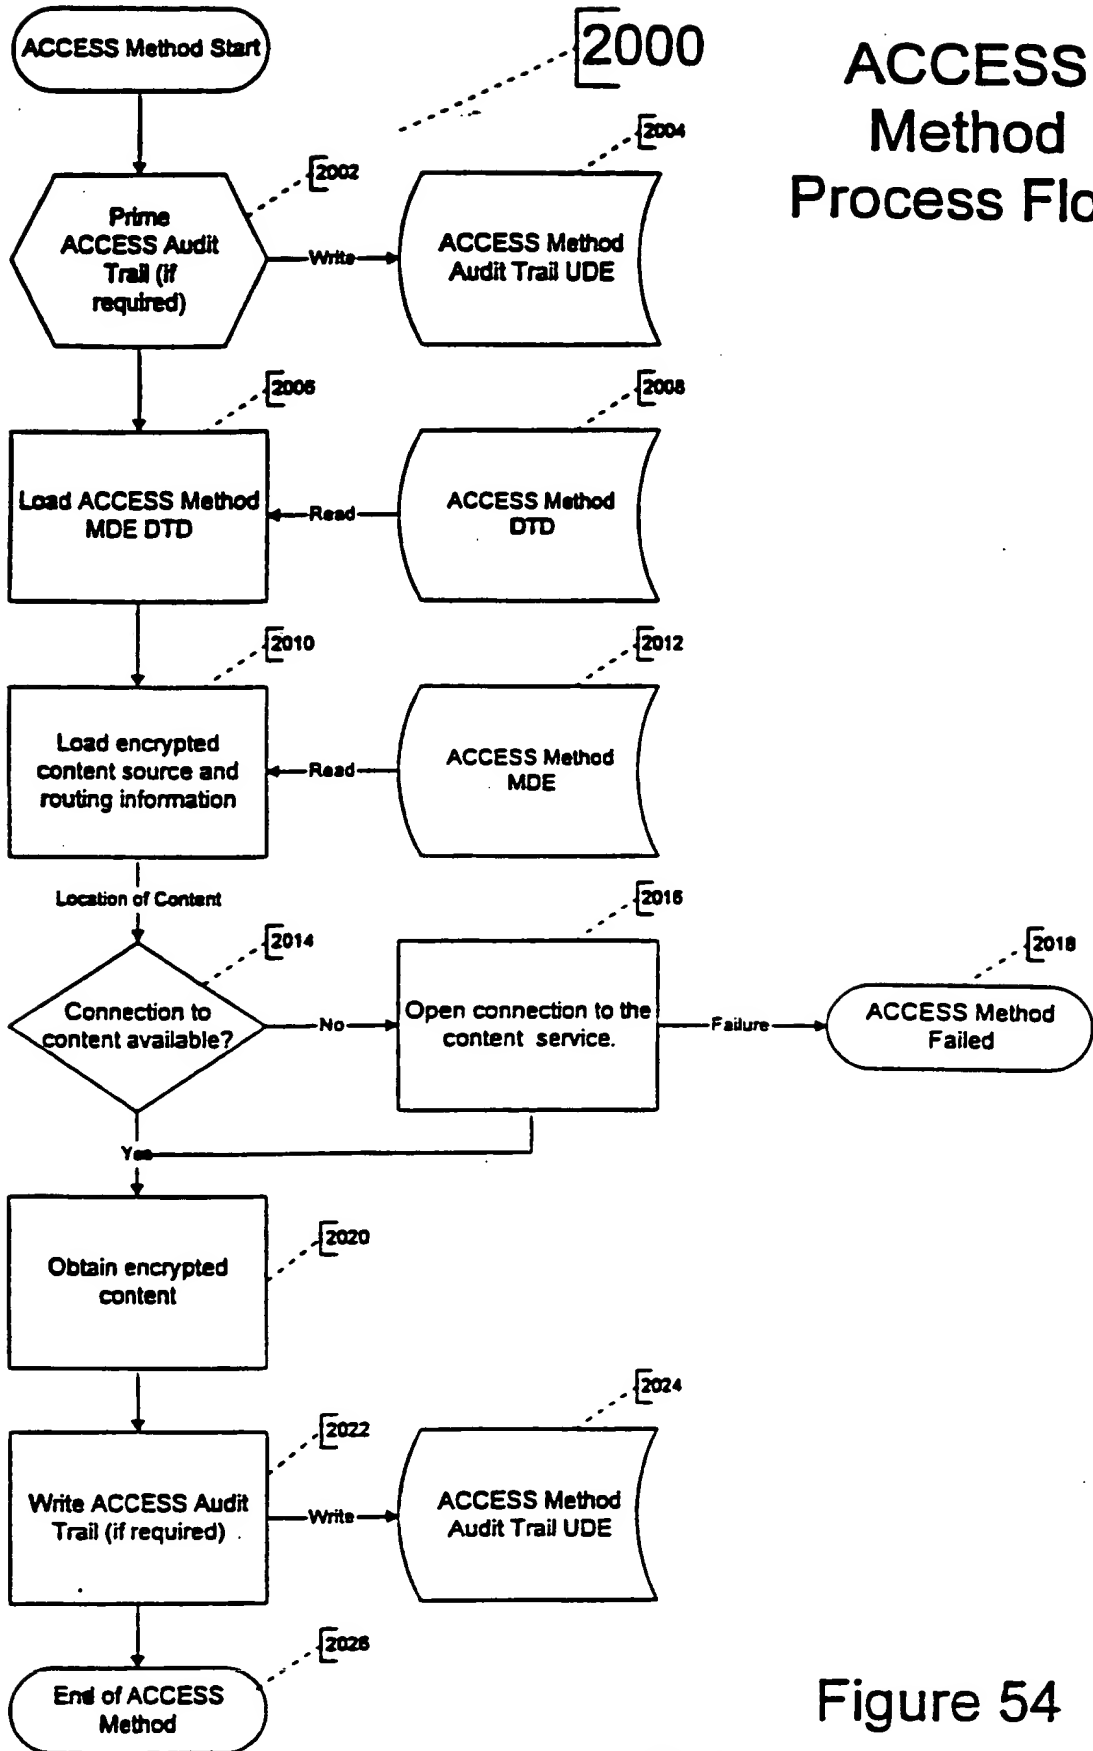 ACCESS Method Start
2000
ACCESS
Method
Process Flo
2002
2004
Prime
ACCESS Audit
Trail (if
required)
Write
ACCESS Method
Audit Trail UDE
2006
2008
Load ACCESS Method
MDE DTD
Read
ACCESS Method
DTD
2010
2012
Load encrypted
content source and
routing information
Read
ACCESS Method
MDE
Location of Content
2014
2016
2018
Connection to
content available?
No
Open connection to the
content service.
Failure
ACCESS Method
Failed
Yes
2020
Obtain encrypted
content
2022
2024
Write ACCESS Audit
Trail (if required)
Write
ACCESS Method
Audit Trail UDE
2026
End of ACCESS
Method
Figure 54